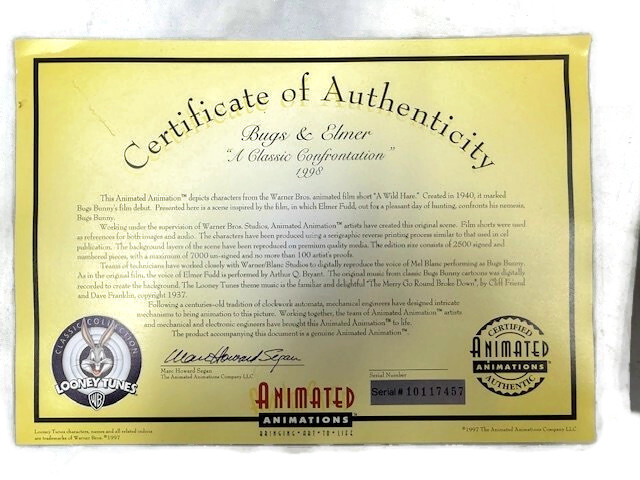 Certificate of Authenticity
Bugs & Elmer
"A Classic Confrontation"
1998
This Animated Animation™ depicts characters from the Warner Bros. animated film short "A Wild Hare." Created in 1940, it marked
Bugs Bunny's film debut. Presented here is a scene inspired by the film, in which Elmer Fudd, out for a pleasant day of hunting, confronts his nemesis,
Bugs Bunny.
Working under the supervision of Warner Bros. Studios, Animated Animation™ artists have created this original scene. Film shorts were used
as references for both images and audio. The characters have been produced using a serigraphic reverse printing process similar to that used in cel
publication. The background layers of the scene have been reproduced on premium quality media. The edition size consists of 2500 signed and
numbered pieces, with a maximum of 7000 un-signed and no more than 100 artist's proofs.
Teams of technicians have worked closely with Warner/Blanc Studios to digitally reproduce the voice of Mel Blanc performing as Bugs Bunny.
As in the original film, the voice of Elmer Fudd is performed by Arthur Q. Bryant. The original music from classic Bugs Bunny cartoons was digitally
recorded to create the background. The Looney Tunes theme music is the familiar and delightful "The Merry Go Round Broke Down", by Cliff Friend
and Dave Franklin, copyright 1937.
Following a centuries-old tradition of clockwork automata, mechanical engineers have designed intricate
mechanisms to bring animation to this picture. Working together, the team of Animated Animation™ artists
and mechanical and electronic engineers have brought this Animated Animation™ to life.
The product accompanying this document is a genuine Animated Animation™.
CLASSIC COLLECTION
LOONEY TUNES
WB
Marc Howard Segan
Marc Howard Segan
The Animated Animations Company LLC
Serial Number
Serial # 10117457
CERTIFIED
ANIMATED
ANIMATIONS
AUTHENTIC
ANIMATED
ANIMATIONS
BRINGING • ART • TO • LIFE
Looney Tunes characters, names and all related indicia
are trademarks of Warner Bros. ©1997
©1997 The Animated Animations Company LLC